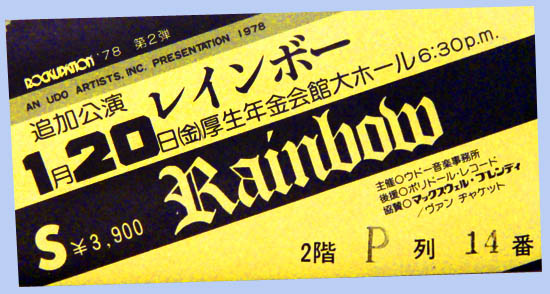 ROCKUPATION '78 第2弾
AN UDO ARTISTS, INC. PRESENTATION 1978
追加公演 レインボー
1月20日(金)厚生年金会館大ホール6:30p.m.
Rainbow
主催○ウドー音楽事務所
後援○ポリドール・レコード
協賛○マックスウェル・ブレンディ
/ヴァン ヂャケット
S ¥3,900
2階 P 列 14 番